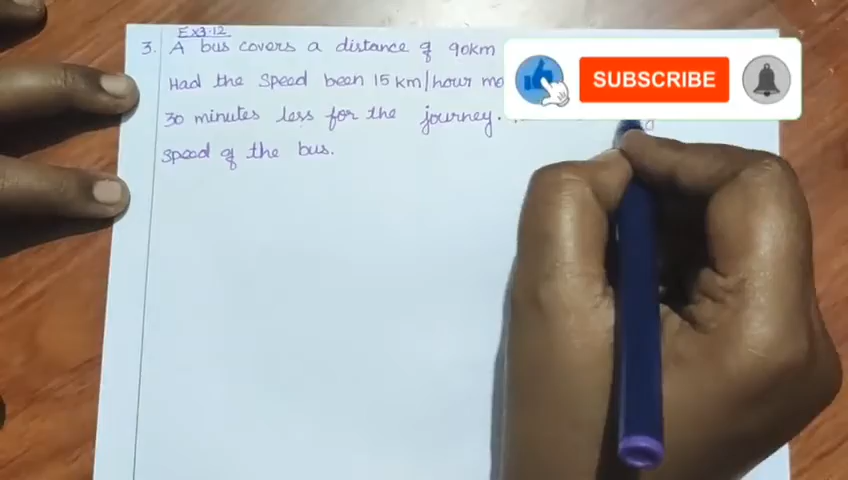 Ex3.12
3. A bus covers a distance of 90km
Had the speed been 15 km/hour mo
30 minutes less for the journey.
speed of the bus.
SUBSCRIBE